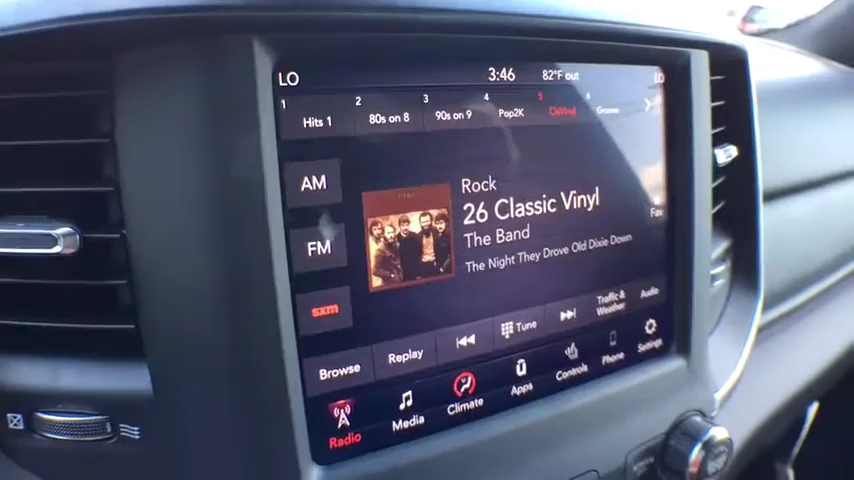 LO 3:46 82°F out LO
1 Hits 1 2 80s on 8 3 90s on 9 4 Pop2K 5 ClsVinyl 6
AM
FM
sxm
Rock
26 Classic Vinyl
The Band
The Night They Drove Old Dixie Down
Fav
Browse Replay Tune Traffic & Weather Audio
Radio Media Climate Apps Controls Phone Settings